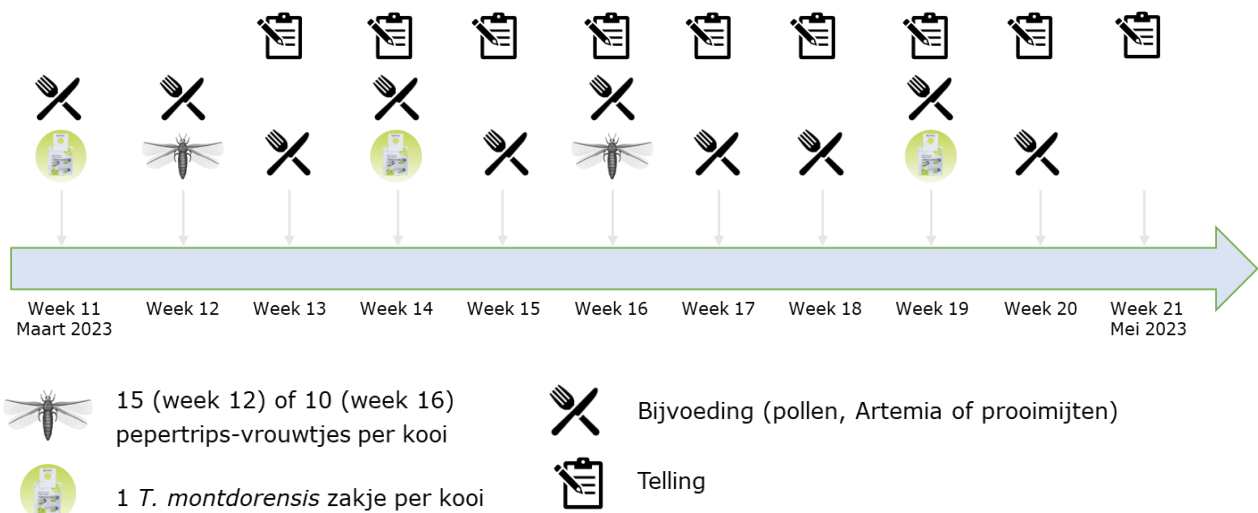 Week 11
Maart 2023
Week 12
Week 13
Week 14
Week 15
Week 16
Week 17
Week 18
Week 19
Week 20
Week 21
Mei 2023
15 (week 12) of 10 (week 16)
pepertrips-vrouwtjes per kooi
Bijvoeding (pollen, Artemia of prooimijten)
1 T. montdorensis zakje per kooi
Telling